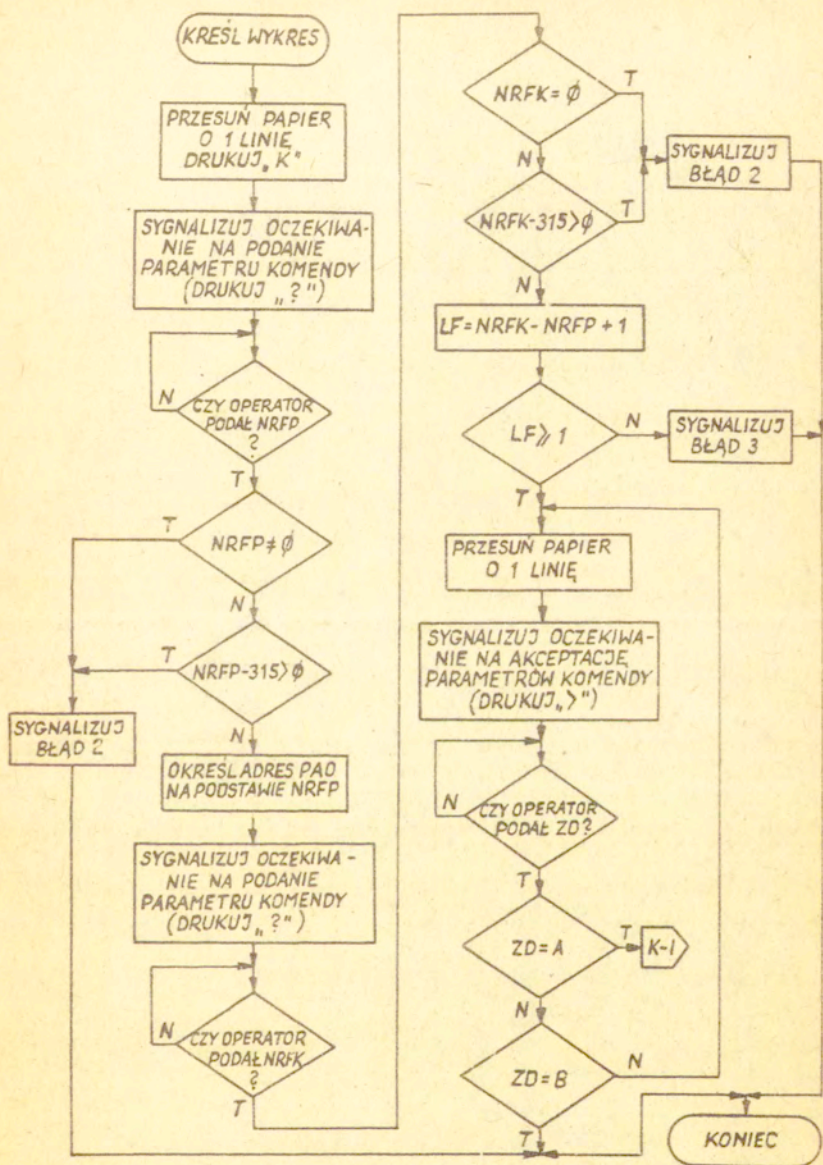 KREŚL WYKRES
PRZESUŃ PAPIER
O 1 LINIĘ
DRUKUJ „K"
SYGNALIZUJ OCZEKIWA-
NIE NA PODANIE
PARAMETRU KOMENDY
(DRUKUJ „?")
N
CZY OPERATOR
PODAŁ NRFP
?
T
T
NRFP≠Ø
N
T
NRFP-315>Ø
SYGNALIZUJ
BŁĄD 2
N
OKREŚL ADRES PAO
NA PODSTAWIE NRFP
SYGNALIZUJ OCZEKIWA-
NIE NA PODANIE
PARAMETRU KOMENDY
(DRUKUJ „?")
N
CZY OPERATOR
PODAŁ NRFK
?
T
NRFK=Ø
T
N
SYGNALIZUJ
BŁĄD 2
NRFK-315>Ø
T
N
LF=NRFK-NRFP+1
LF⩾1
N
SYGNALIZUJ
BŁĄD 3
T
PRZESUŃ PAPIER
O 1 LINIĘ
SYGNALIZUJ OCZEKIWA-
NIE NA AKCEPTACJĘ
PARAMETRÓW KOMENDY
(DRUKUJ „>")
N
CZY OPERATOR
PODAŁ ZD?
T
ZD=A
T
K-1
N
ZD=B
N
T
KONIEC